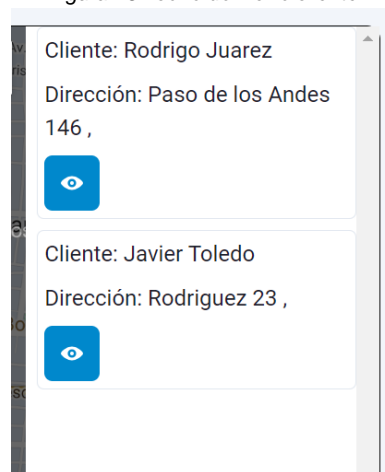 Cliente: Rodrigo Juarez
Dirección: Paso de los Andes
146 ,
Cliente: Javier Toledo
Dirección: Rodriguez 23 ,